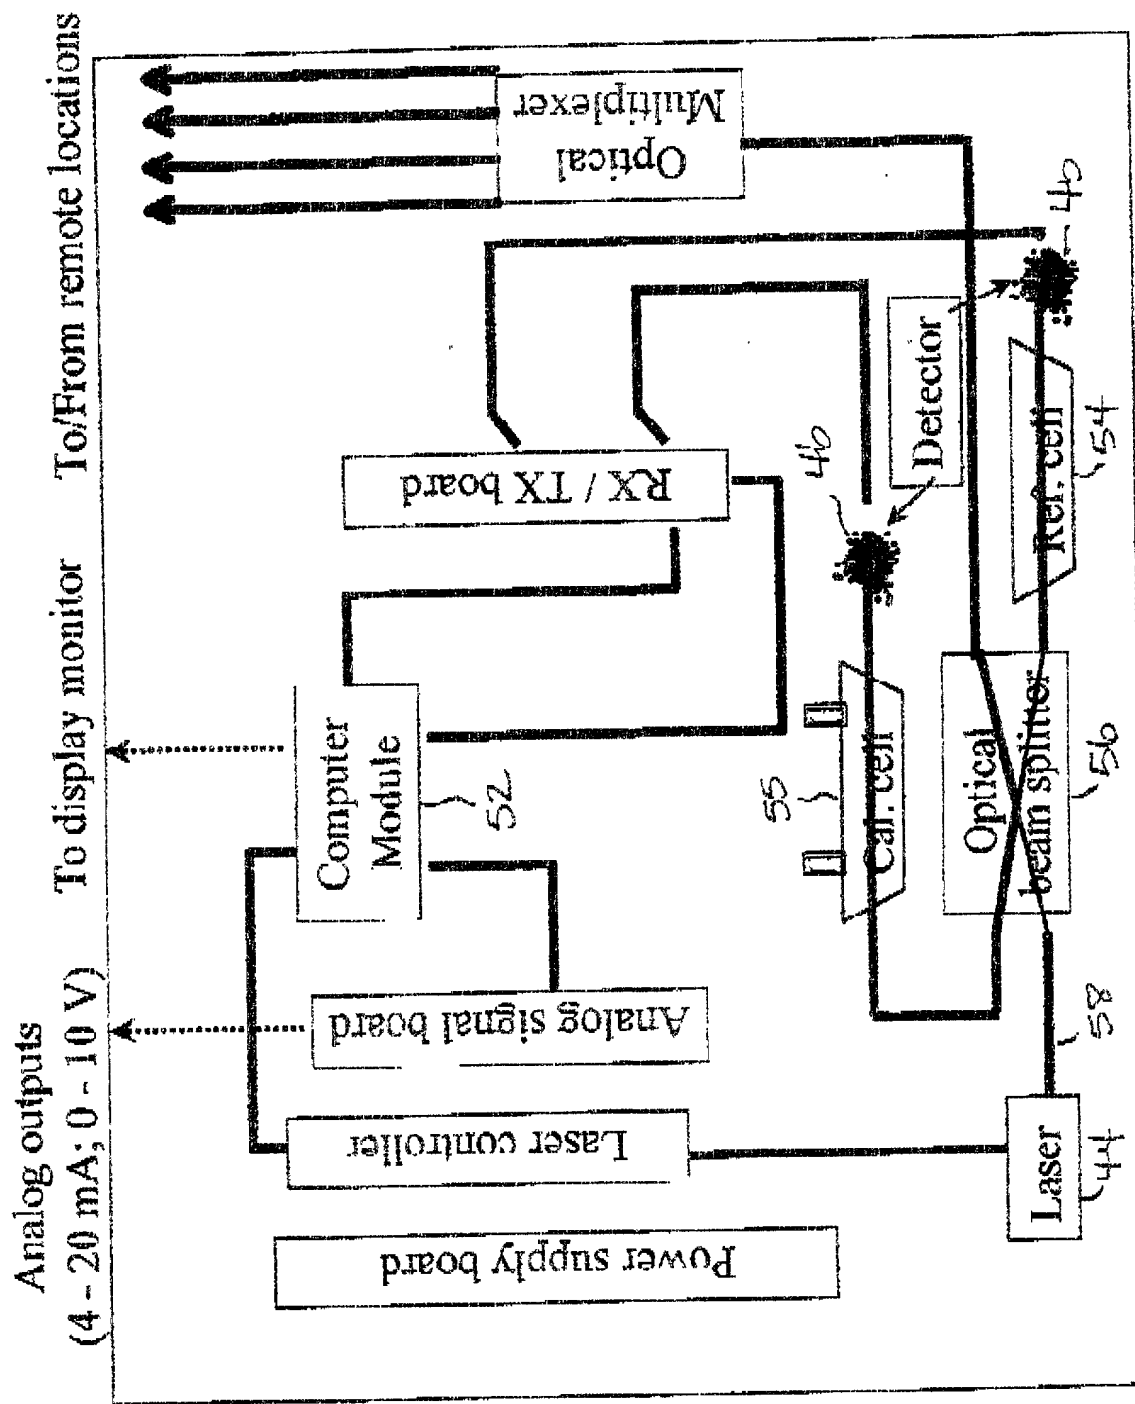 Analog outputs
(4 - 20 mA; 0 - 10 V)
To display monitor
To/From remote locations
Power supply board
Laser controller
Analog signal board
Computer
Module
52
RX / TX board
Optical
Multiplexer
55
Cal. cell
46
Detector
46
Laser
44
58
Optical
beam splitter
56
Ref. cell
54